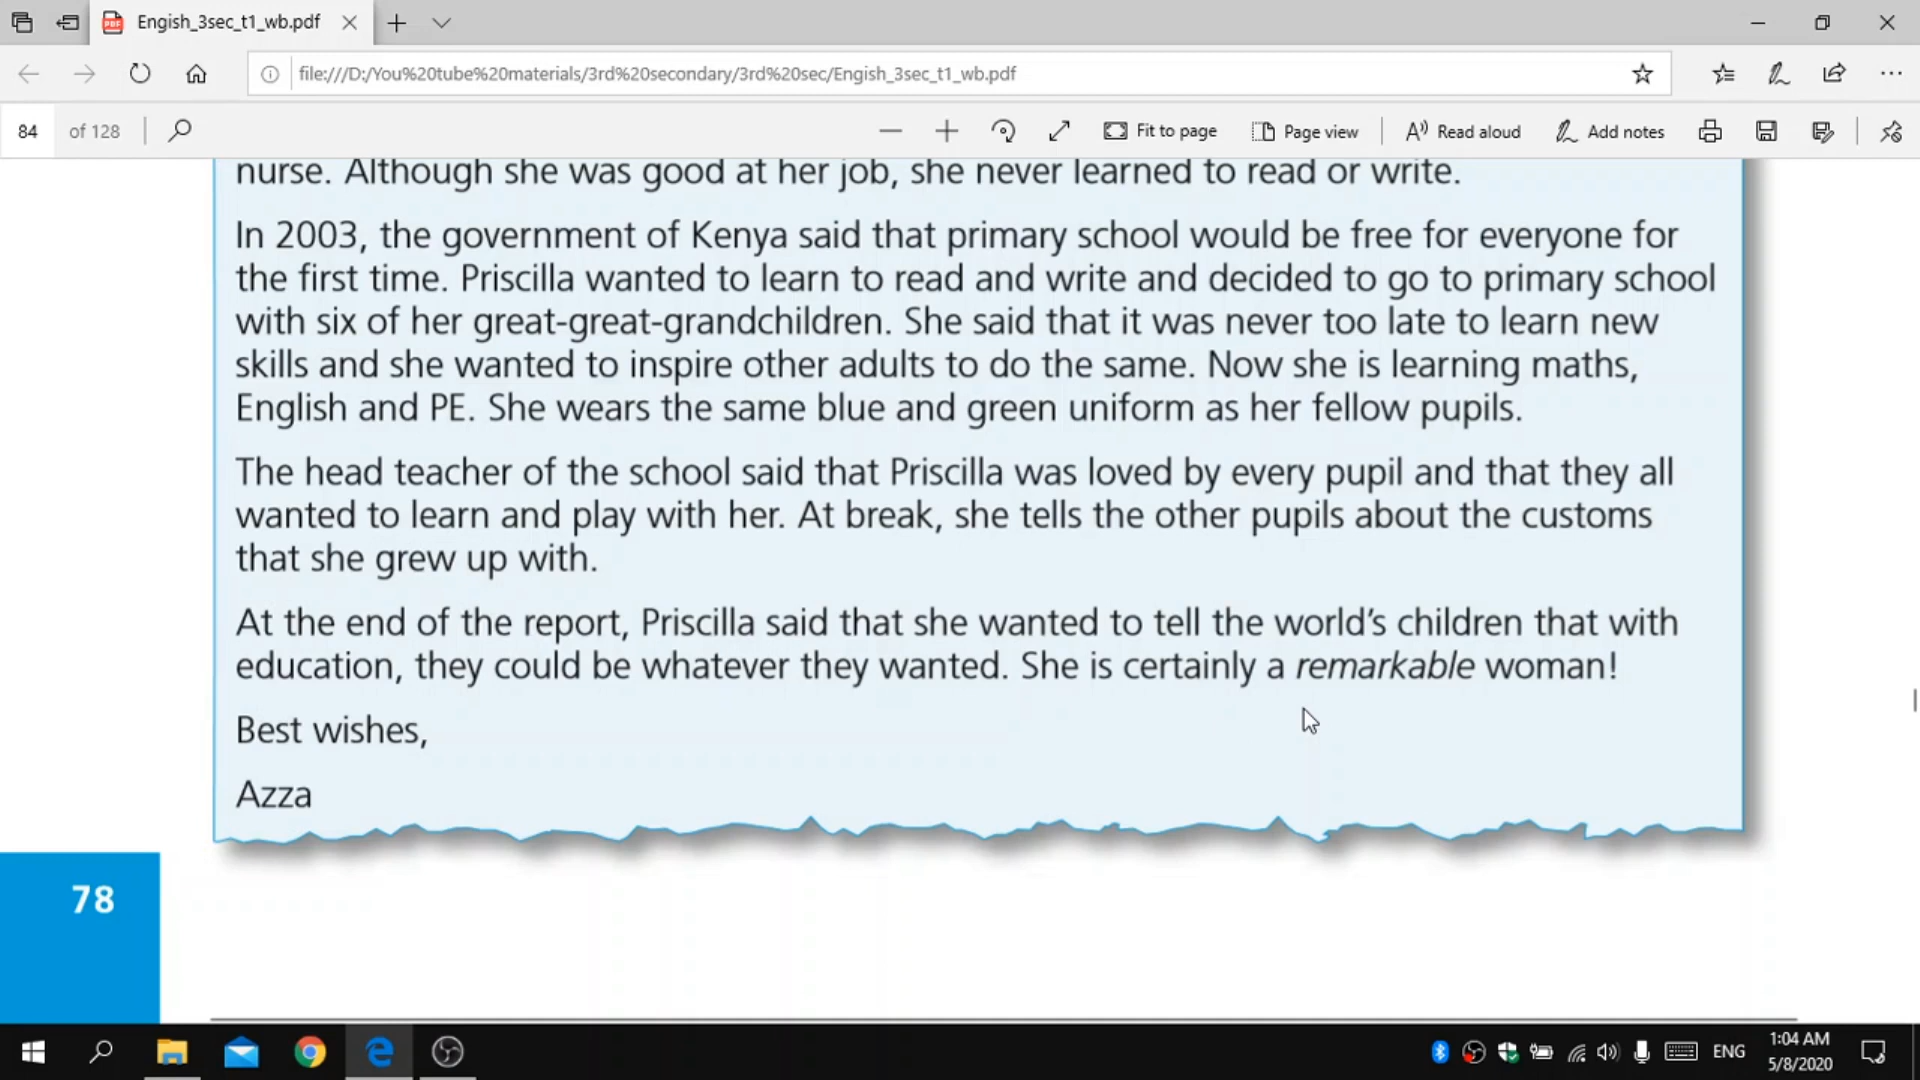 Engish_3sec_t1_wb.pdf
file:///D:/You%20tube%20materials/3rd%20secondary/3rd%20sec/Engish_3sec_t1_wb.pdf
84 of 128 Fit to page Page view Read aloud Add notes
nurse. Although she was good at her job, she never learned to read or write.
In 2003, the government of Kenya said that primary school would be free for everyone for
the first time. Priscilla wanted to learn to read and write and decided to go to primary school
with six of her great-great-grandchildren. She said that it was never too late to learn new
skills and she wanted to inspire other adults to do the same. Now she is learning maths,
English and PE. She wears the same blue and green uniform as her fellow pupils.
The head teacher of the school said that Priscilla was loved by every pupil and that they all
wanted to learn and play with her. At break, she tells the other pupils about the customs
that she grew up with.
At the end of the report, Priscilla said that she wanted to tell the world's children that with
education, they could be whatever they wanted. She is certainly a remarkable woman!
Best wishes,
Azza
78
ENG
1:04 AM
5/8/2020